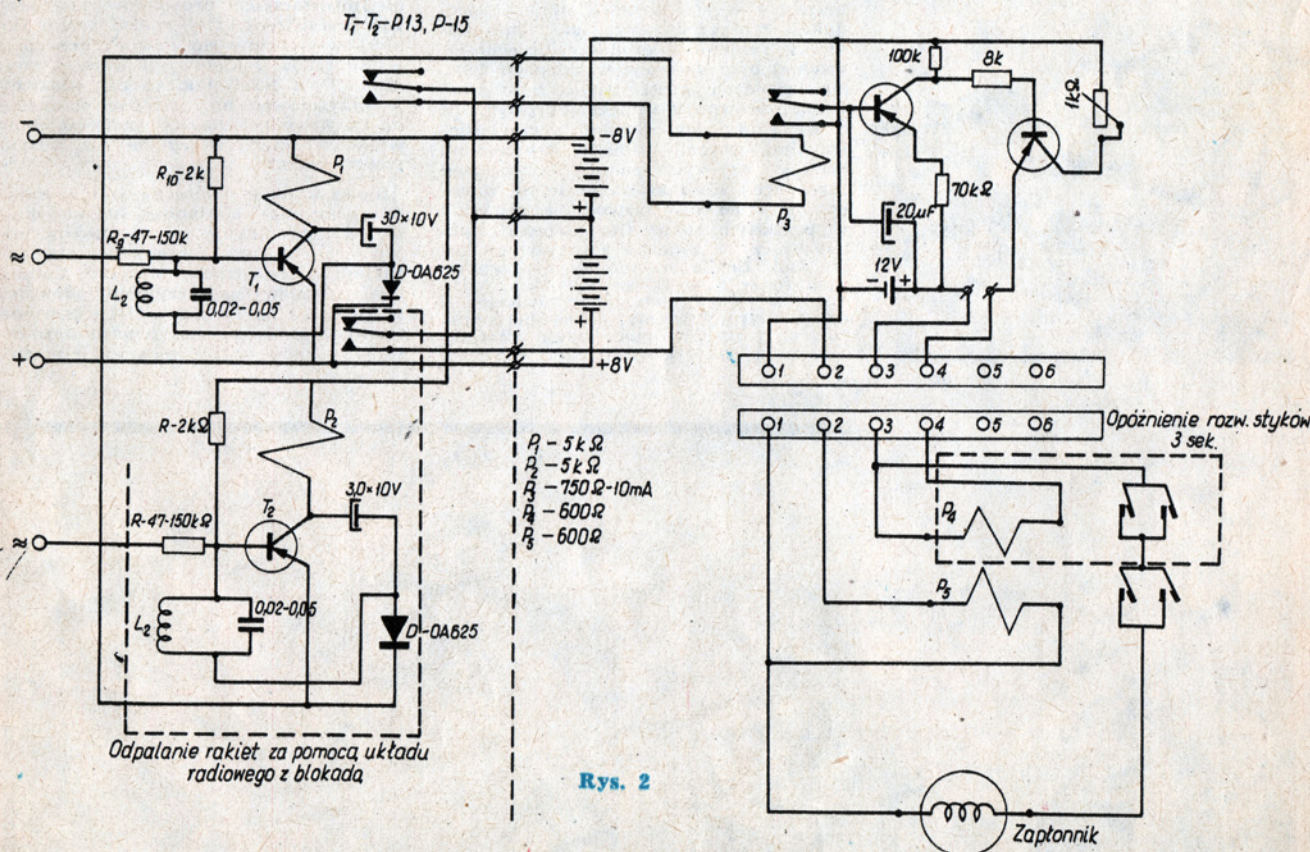 T₁-T₂-P13, P-15
100k
8k
1kΩ
−
−8V
−
R₁₀-2k
P₁
70kΩ
30×10V
+
−
P₃
20µF
R₉-47-150k
≈
T₁
D-OA625
12V
− +
L₂
0,02-0,05
+
+
+8V
1 2 3 4 5 6
1 2 3 4 5 6
Opóźnienie rozw. styków
3 sek.
R-2kΩ
P₂
P₁ - 5kΩ
P₂ - 5kΩ
P₃ - 750Ω-10mA
P₄ - 600Ω
P₅ - 600Ω
30×10V
P₄
T₂
R-47-150kΩ
≈
P₅
0,02-0,05
L₂
D-OA625
Odpalanie rakiet za pomocą układu
radiowego z blokadą
Rys. 2
Zapłonnik